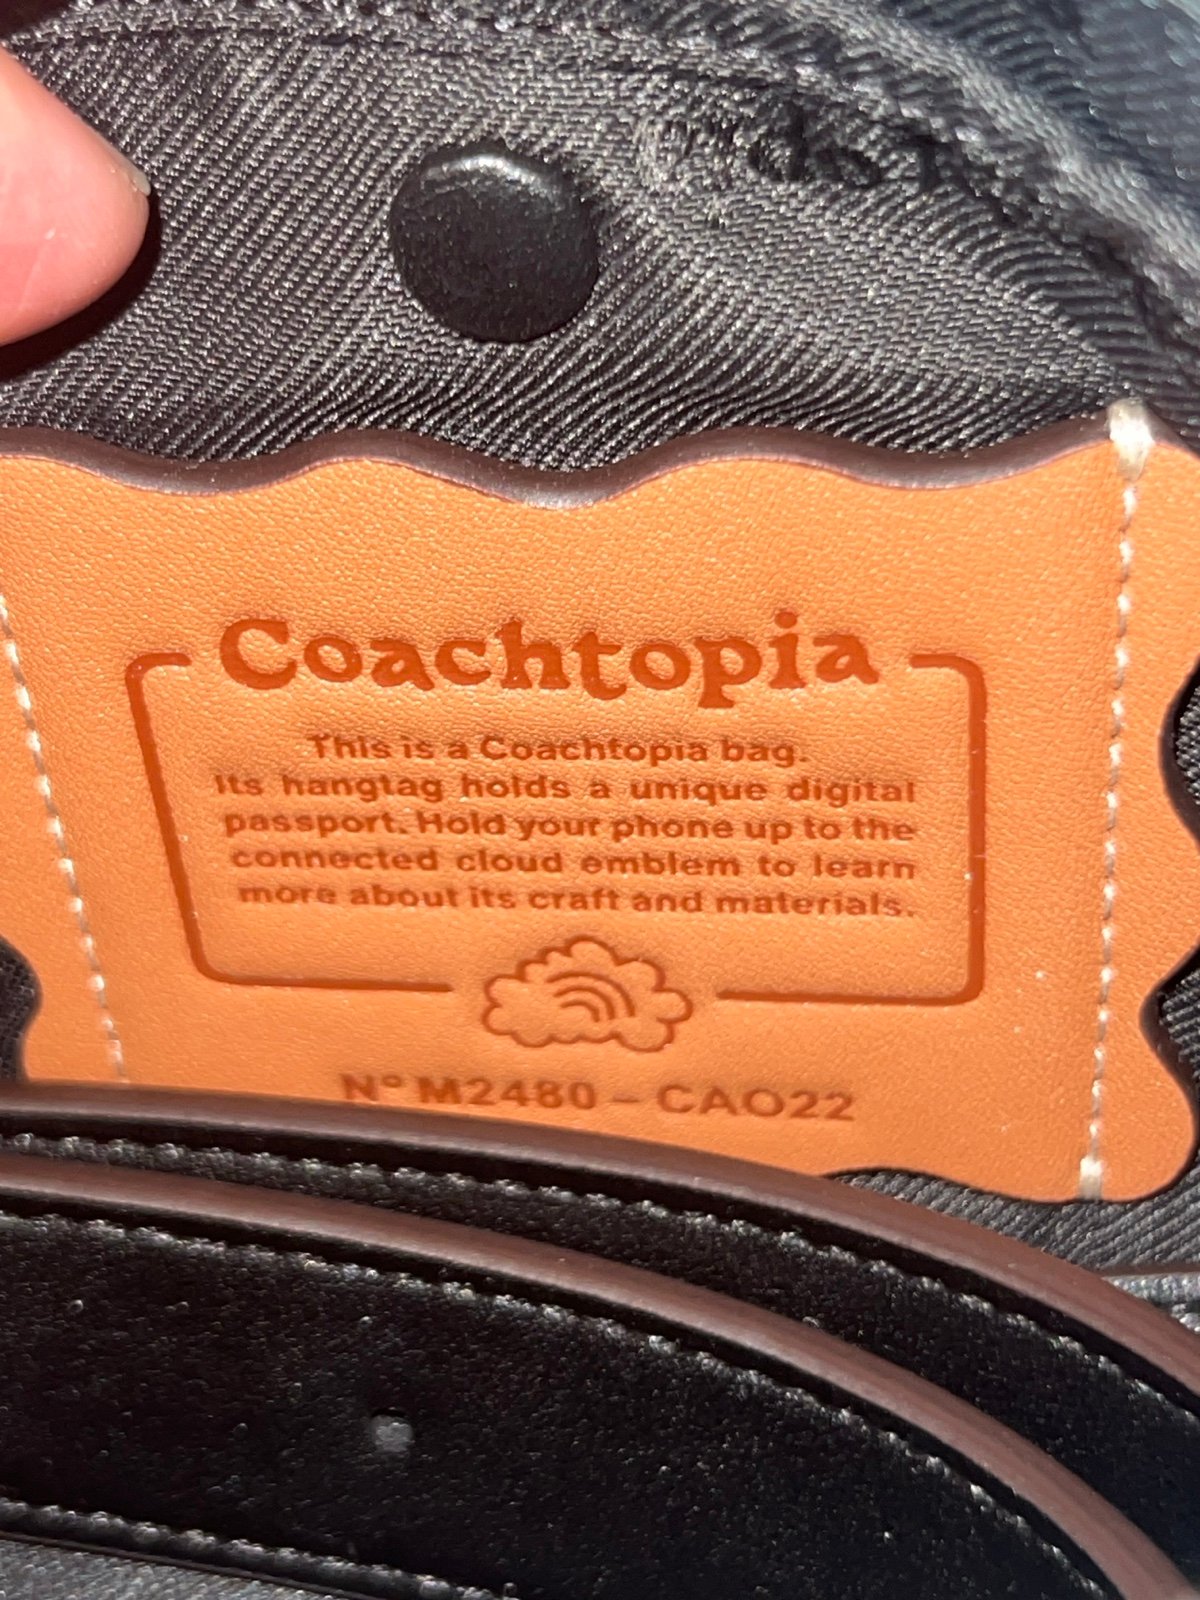 Coachtopia
This is a Coachtopia bag.
Its hangtag holds a unique digital
passport. Hold your phone up to the
connected cloud emblem to learn
more about its craft and materials.
Nº M2480 – CAO22